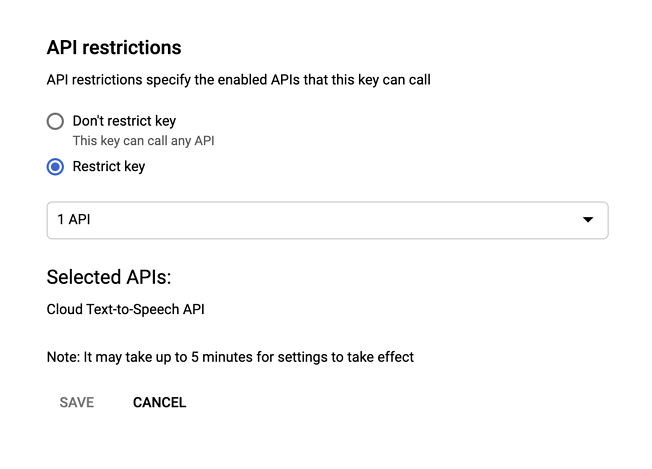 API restrictions
API restrictions specify the enabled APIs that this key can call
Don't restrict key
This key can call any API
Restrict key
1 API
Selected APIs:
Cloud Text-to-Speech API
Note: It may take up to 5 minutes for settings to take effect
SAVE CANCEL